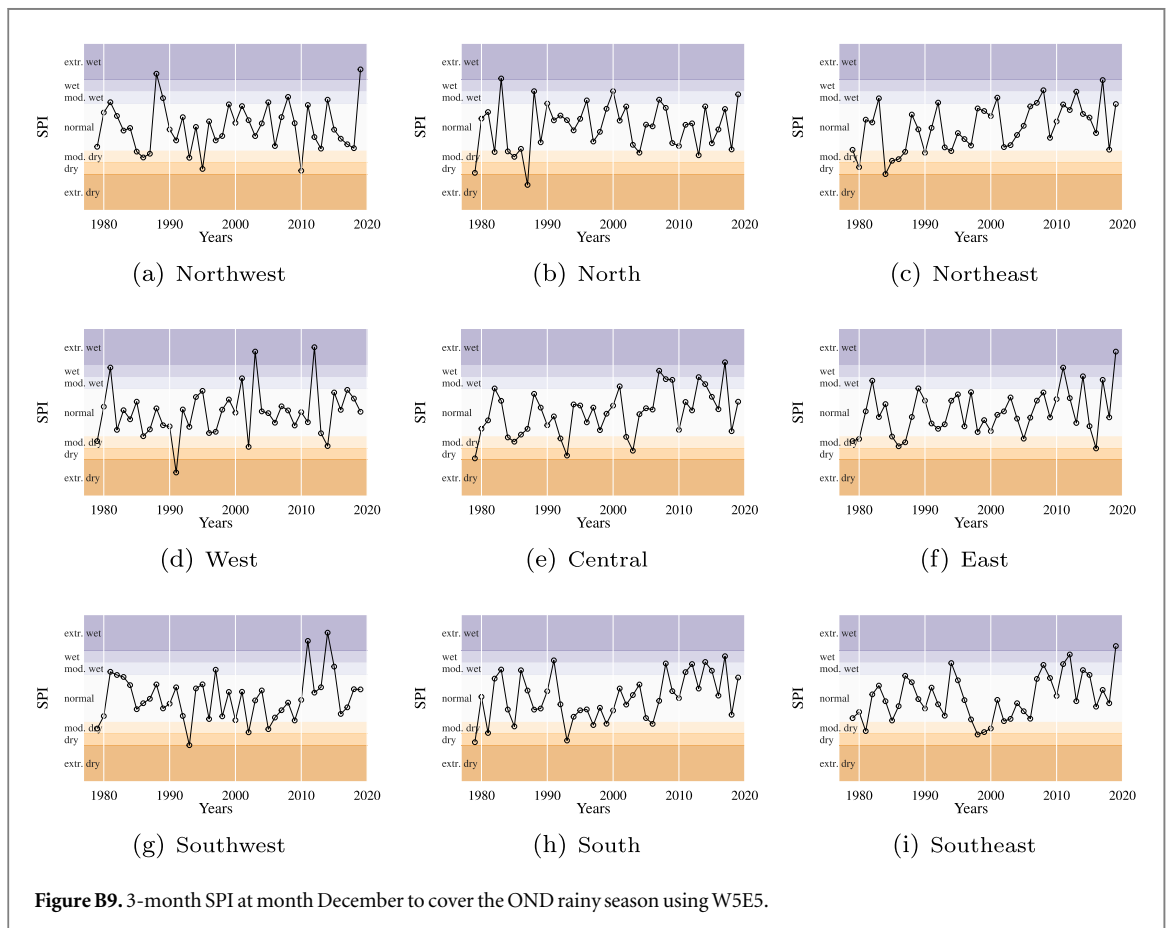 SPI
extr. wet
wet
mod. wet
normal
mod. dry
dry
extr. dry
1980 1990 2000 2010 2020
Years
(a) Northwest
SPI
extr. wet
wet
mod. wet
normal
mod. dry
dry
extr. dry
1980 1990 2000 2010 2020
Years
(b) North
SPI
extr. wet
wet
mod. wet
normal
mod. dry
dry
extr. dry
1980 1990 2000 2010 2020
Years
(c) Northeast
SPI
extr. wet
wet
mod. wet
normal
mod. dry
dry
extr. dry
1980 1990 2000 2010 2020
Years
(d) West
SPI
extr. wet
wet
mod. wet
normal
mod. dry
dry
extr. dry
1980 1990 2000 2010 2020
Years
(e) Central
SPI
extr. wet
wet
mod. wet
normal
mod. dry
dry
extr. dry
1980 1990 2000 2010 2020
Years
(f) East
SPI
extr. wet
wet
mod. wet
normal
mod. dry
dry
extr. dry
1980 1990 2000 2010 2020
Years
(g) Southwest
SPI
extr. wet
wet
mod. wet
normal
mod. dry
dry
extr. dry
1980 1990 2000 2010 2020
Years
(h) South
SPI
extr. wet
wet
mod. wet
normal
mod. dry
dry
extr. dry
1980 1990 2000 2010 2020
Years
(i) Southeast
Figure B9. 3-month SPI at month December to cover the OND rainy season using W5E5.